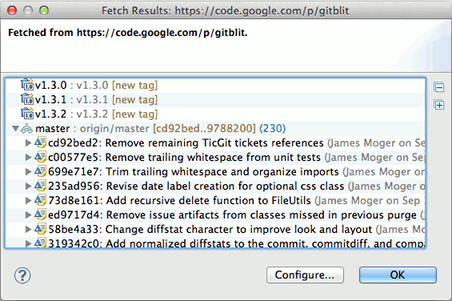 Fetch Results: https://code.google.com/p/gitblit
Fetched from https://code.google.com/p/gitblit.
v1.3.0 : v1.3.0 [new tag]
v1.3.1 : v1.3.1 [new tag]
v1.3.2 : v1.3.2 [new tag]
master : origin/master [cd92bed..9788200] (230)
cd92bed2: Remove remaining TicGit tickets references (James Moger on Sep
c00577e5: Remove trailing whitespace from unit tests (James Moger on Sep
699e71e7: Trim trailing whitespace and organize imports (James Moger
235ad956: Revise date label creation for optional css class (James Moger
73d8e161: Add recursive delete function to FileUtils (James Moger on Sep
ed9717d4: Remove issue artifacts from classes missed in previous purge (
58be4a33: Change diffstat character to improve look and layout (James M
319342c0: Add normalized diffstats to the commit, commitdiff, and comp
Configure...
OK